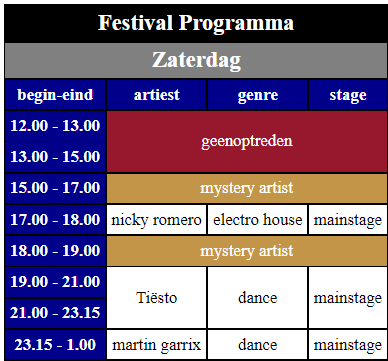 Festival Programma
Zaterdag
begin-eind artiest genre stage
12.00 - 13.00
geenoptreden
13.00 - 15.00
15.00 - 17.00 mystery artist
17.00 - 18.00 nicky romero electro house mainstage
18.00 - 19.00 mystery artist
19.00 - 21.00
Tiësto dance mainstage
21.00 - 23.15
23.15 - 1.00 martin garrix dance mainstage